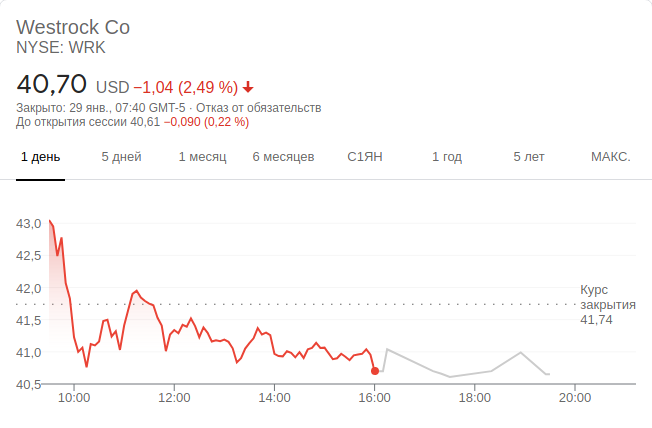 Westrock Co
NYSE: WRK
40,70 USD −1,04 (2,49 %)
Закрыто: 29 янв., 07:40 GMT-5 · Отказ от обязательств
До открытия сессии 40,61 −0,090 (0,22 %)
1 день 5 дней 1 месяц 6 месяцев С1ЯН 1 год 5 лет МАКС.
43,0
42,5
42,0
41,5
41,0
40,5
Курс
закрытия
41,74
10:00 12:00 14:00 16:00 18:00 20:00